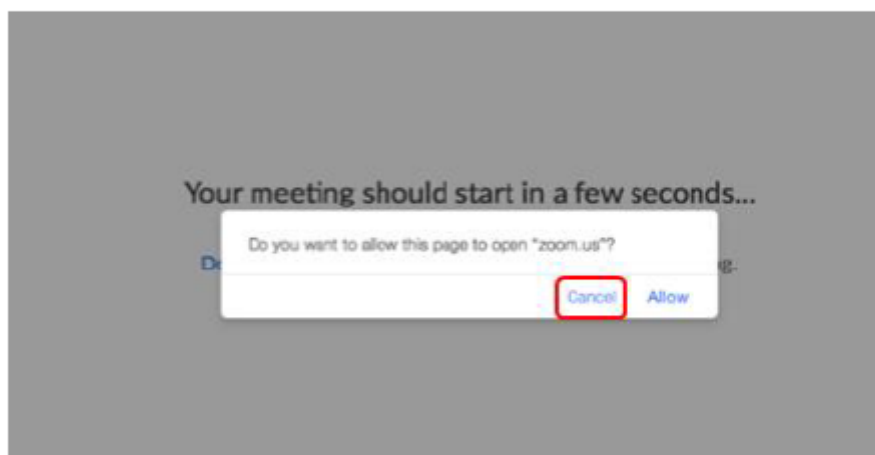 Your meeting should start in a few seconds...
Do you want to allow this page to open "zoom.us"?
Cancel Allow